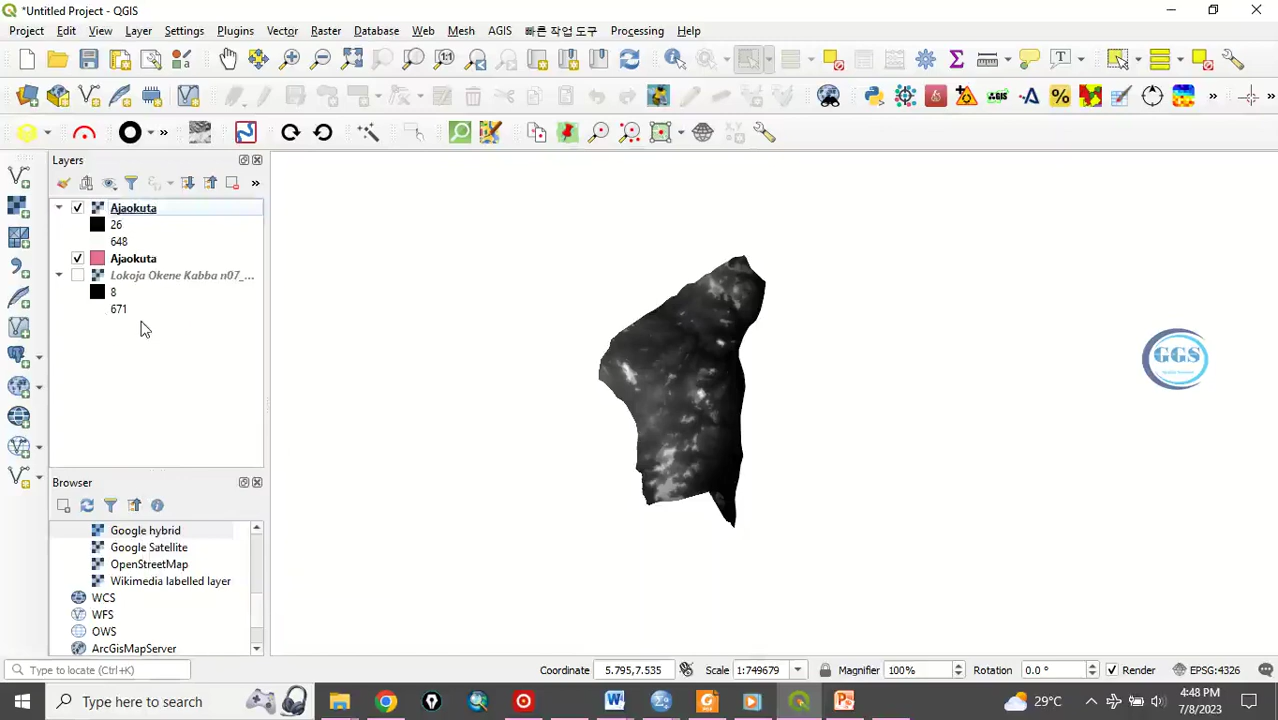 *Untitled Project - QGIS
Project Edit View Layer Settings Plugins Vector Raster Database Web Mesh AGIS 빠른 작업 도구 Processing Help
Layers
Ajaokuta
26
648
Ajaokuta
Lokoja Okene Kabba n07_...
8
671
GGS
Browser
Google hybrid
Google Satellite
OpenStreetMap
Wikimedia labelled layer
WCS
WFS
OWS
ArcGisMapServer
Type to locate (Ctrl+K)
Coordinate 5.795,7.535 Scale 1:749679 Magnifier 100% Rotation 0.0 ° Render EPSG:4326
Type here to search
29°C
4:48 PM
7/8/2023